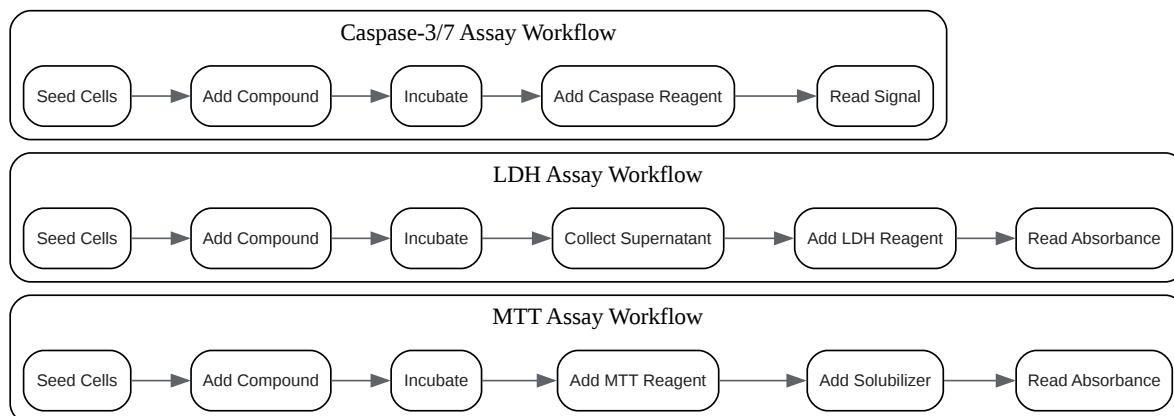 Caspase-3/7 Assay Workflow
Seed Cells Add Compound Incubate Add Caspase Reagent Read Signal
LDH Assay Workflow
Seed Cells Add Compound Incubate Collect Supernatant Add LDH Reagent Read Absorbance
MTT Assay Workflow
Seed Cells Add Compound Incubate Add MTT Reagent Add Solubilizer Read Absorbance